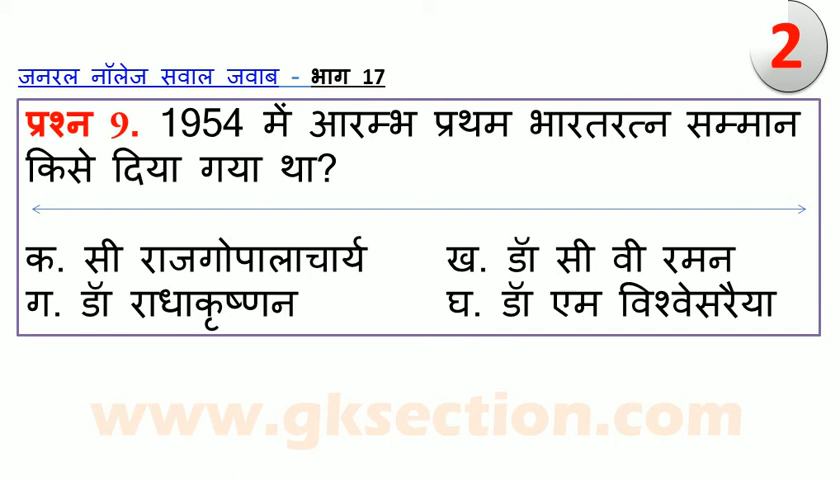 2
जनरल नॉलेज सवाल जवाब - भाग 17
प्रश्न 9. 1954 में आरम्भ प्रथम भारतरत्न सम्मान
किसे दिया गया था?
क. सी राजगोपालाचार्य ख. डॉ सी वी रमन
ग. डॉ राधाकृष्णन घ. डॉ एम विश्वेसरैया
www.gksection.com